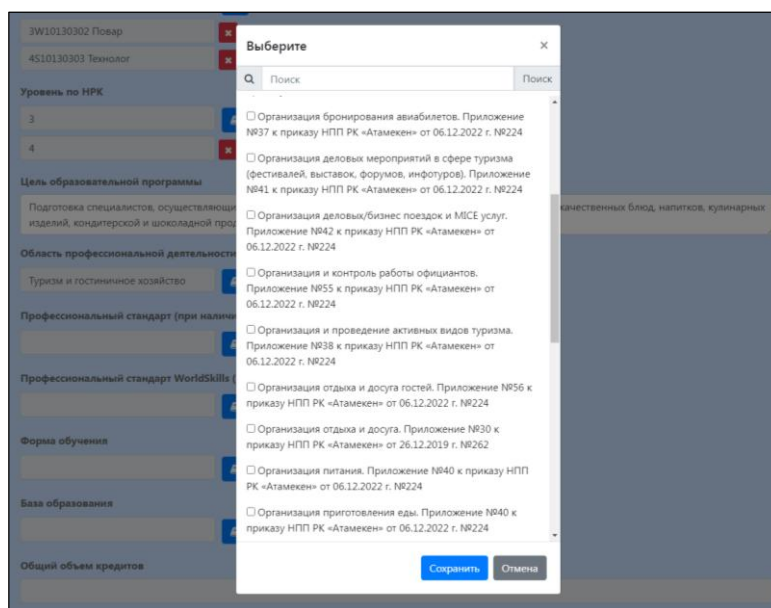 3W10130302 Повар
4S10130303 Технолог
Уровень по НРК
3
4
Цель образовательной программы
Подготовка специалистов, осуществляющи
качественных блюд, напитков, кулинарных
изделий, кондитерской и шоколадной прод
Область профессиональной деятельности
Туризм и гостиничное хозяйство
Профессиональный стандарт (при наличи
Профессиональный стандарт WorldSkills (
Форма обучения
База образования
Общий объем кредитов
Выберите
×
Поиск
Поиск
Организация бронирования авиабилетов. Приложение
№37 к приказу НПП РК «Атамекен» от 06.12.2022 г. №224
Организация деловых мероприятий в сфере туризма
(фестивалей, выставок, форумов, инфотуров). Приложение
№41 к приказу НПП РК «Атамекен» от 06.12.2022 г. №224
Организация деловых/бизнес поездок и MICE услуг.
Приложение №42 к приказу НПП РК «Атамекен» от
06.12.2022 г. №224
Организация и контроль работы официантов.
Приложение №55 к приказу НПП РК «Атамекен» от
06.12.2022 г. №224
Организация и проведение активных видов туризма.
Приложение №38 к приказу НПП РК «Атамекен» от
06.12.2022 г. №224
Организация отдыха и досуга гостей. Приложение №56 к
приказу НПП РК «Атамекен» от 06.12.2022 г. №224
Организация отдыха и досуга. Приложение №30 к
приказу НПП РК «Атамекен» от 26.12.2019 г. №262
Организация питания. Приложение №40 к приказу НПП
РК «Атамекен» от 06.12.2022 г. №224
Организация приготовления еды. Приложение №40 к
приказу НПП РК «Атамекен» от 06.12.2022 г. №224
Сохранить
Отмена